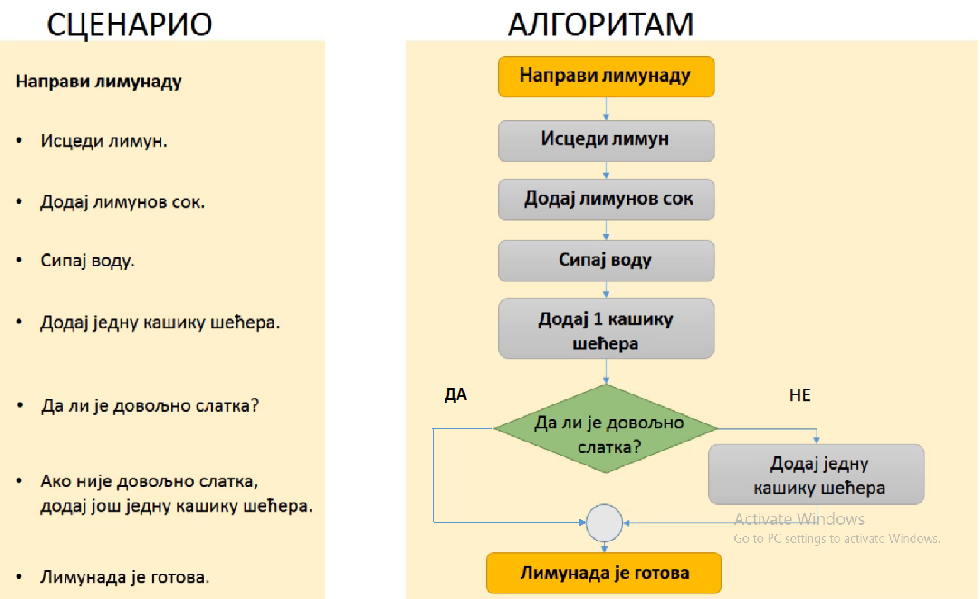 СЦЕНАРИО
Направи лимунаду
• Исцеди лимун.
• Додај лимунов сок.
• Сипај воду.
• Додај једну кашику шећера.
• Да ли је довољно слатка?
• Ако није довољно слатка,
додај још једну кашику шећера.
• Лимунада је готова.
АЛГОРИТАМ
Направи лимунаду
Исцеди лимун
Додај лимунов сок
Сипај воду
Додај 1 кашику
шећера
ДА
НЕ
Да ли је довољно
слатка?
Додај једну
кашику шећера
Activate Windows
Go to PC settings to activate Windows.
Лимунада је готова